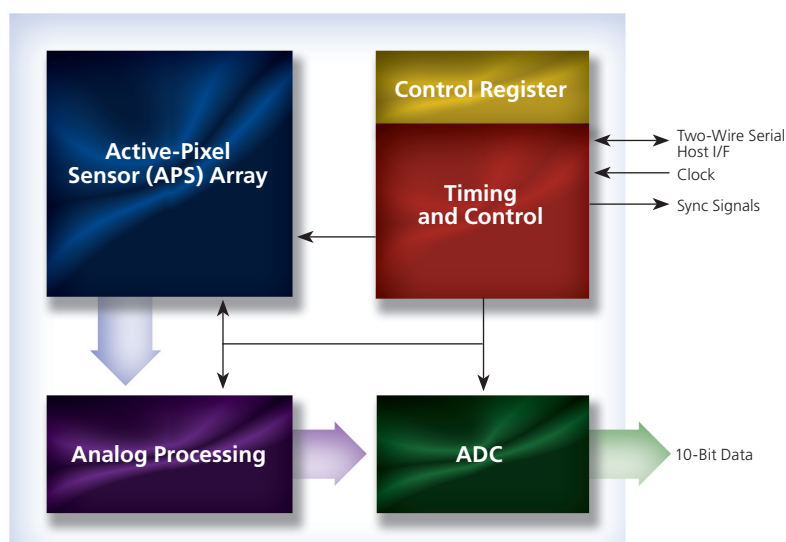 Active-Pixel
Sensor (APS) Array
Control Register
Timing
and Control
Two-Wire Serial
Host I/F
Clock
Sync Signals
Analog Processing
ADC
10-Bit Data